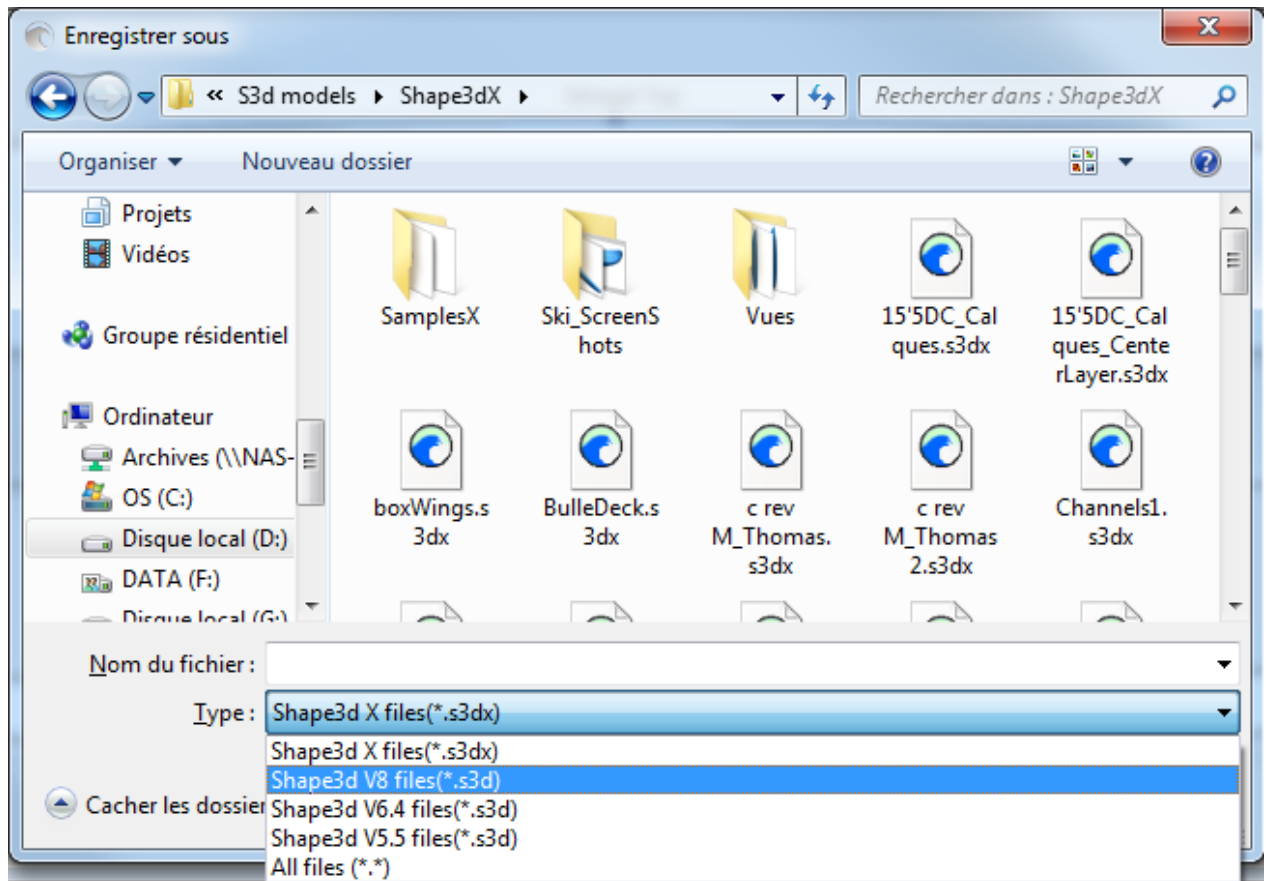 Enregistrer sous
« S3d models ▸ Shape3dX ▸
Rechercher dans : Shape3dX
Organiser ▾ Nouveau dossier
Projets
Vidéos
Groupe résidentiel
Ordinateur
Archives (\\NAS-
OS (C:)
Disque local (D:)
DATA (F:)
Disque local (G:)
SamplesX
Ski_ScreenS
hots
Vues
15'5DC_Cal
ques.s3dx
15'5DC_Cal
ques_Cente
rLayer.s3dx
boxWings.s
3dx
BulleDeck.s
3dx
c rev
M_Thomas.
s3dx
c rev
M_Thomas
2.s3dx
Channels1.
s3dx
Nom du fichier :
Type : Shape3d X files(*.s3dx)
Shape3d X files(*.s3dx)
Shape3d V8 files(*.s3d)
Shape3d V6.4 files(*.s3d)
Shape3d V5.5 files(*.s3d)
All files (*.*)
Cacher les dossier